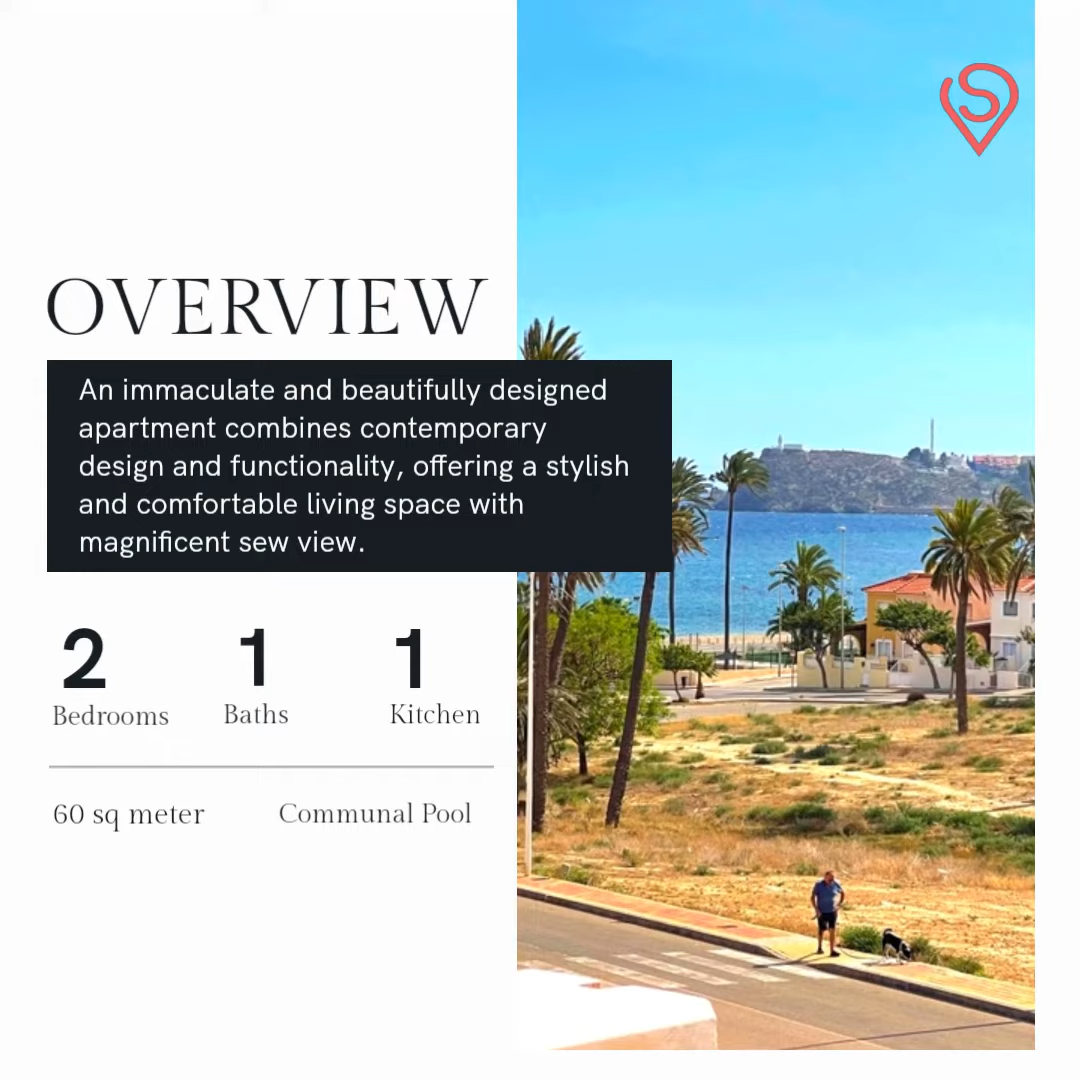 OVERVIEW
An immaculate and beautifully designed
apartment combines contemporary
design and functionality, offering a stylish
and comfortable living space with
magnificent sew view.
2 1 1
Bedrooms Baths Kitchen
60 sq meter Communal Pool